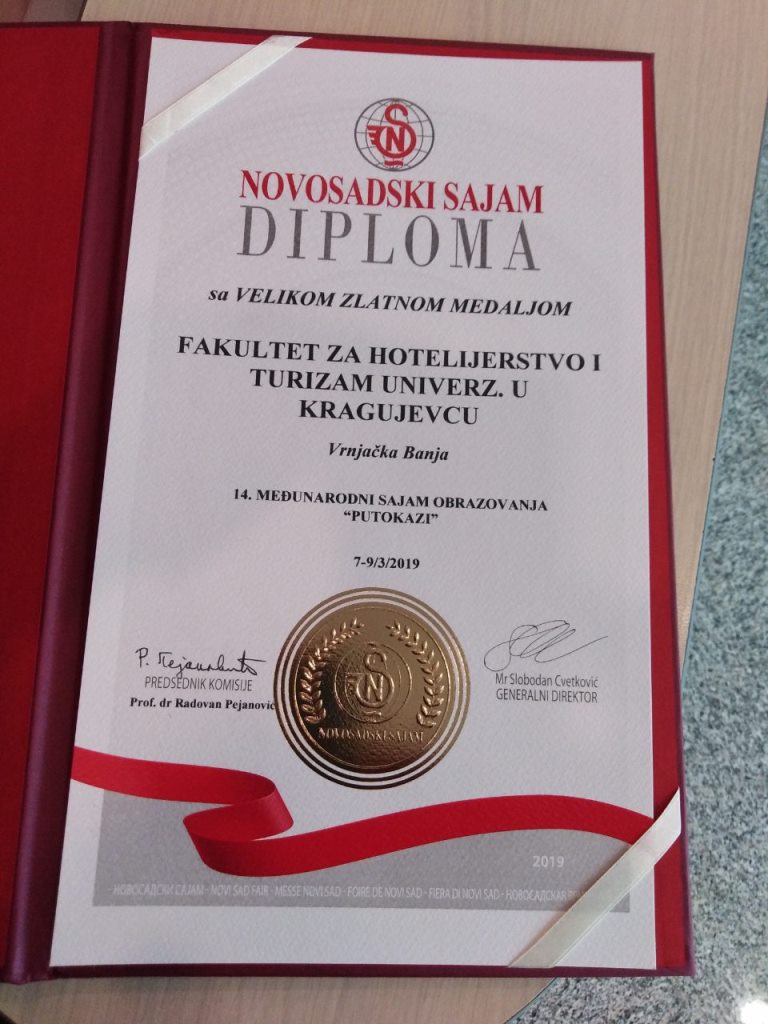 NOVOSADSKI SAJAM
DIPLOMA
sa VELIKOM ZLATNOM MEDALJOM
FAKULTET ZA HOTELIJERSTVO I
TURIZAM UNIVERZ. U
KRAGUJEVCU
Vrnjačka Banja
14. MEĐUNARODNI SAJAM OBRAZOVANJA
“PUTOKAZI”
7-9/3/2019
PREDSEDNIK KOMISIJE
Prof. dr Radovan Pejanović
NOVOSADSKI SAJAM
Mr Slobodan Cvetković
GENERALNI DIREKTOR
2019
НОВОСАДСКИ САЈАМ - NOVI SAD FAIR - MESSE NOVI SAD - FOIRE DE NOVI SAD - FIERA DI NOVI SAD - НОВОСАДСКАЯ